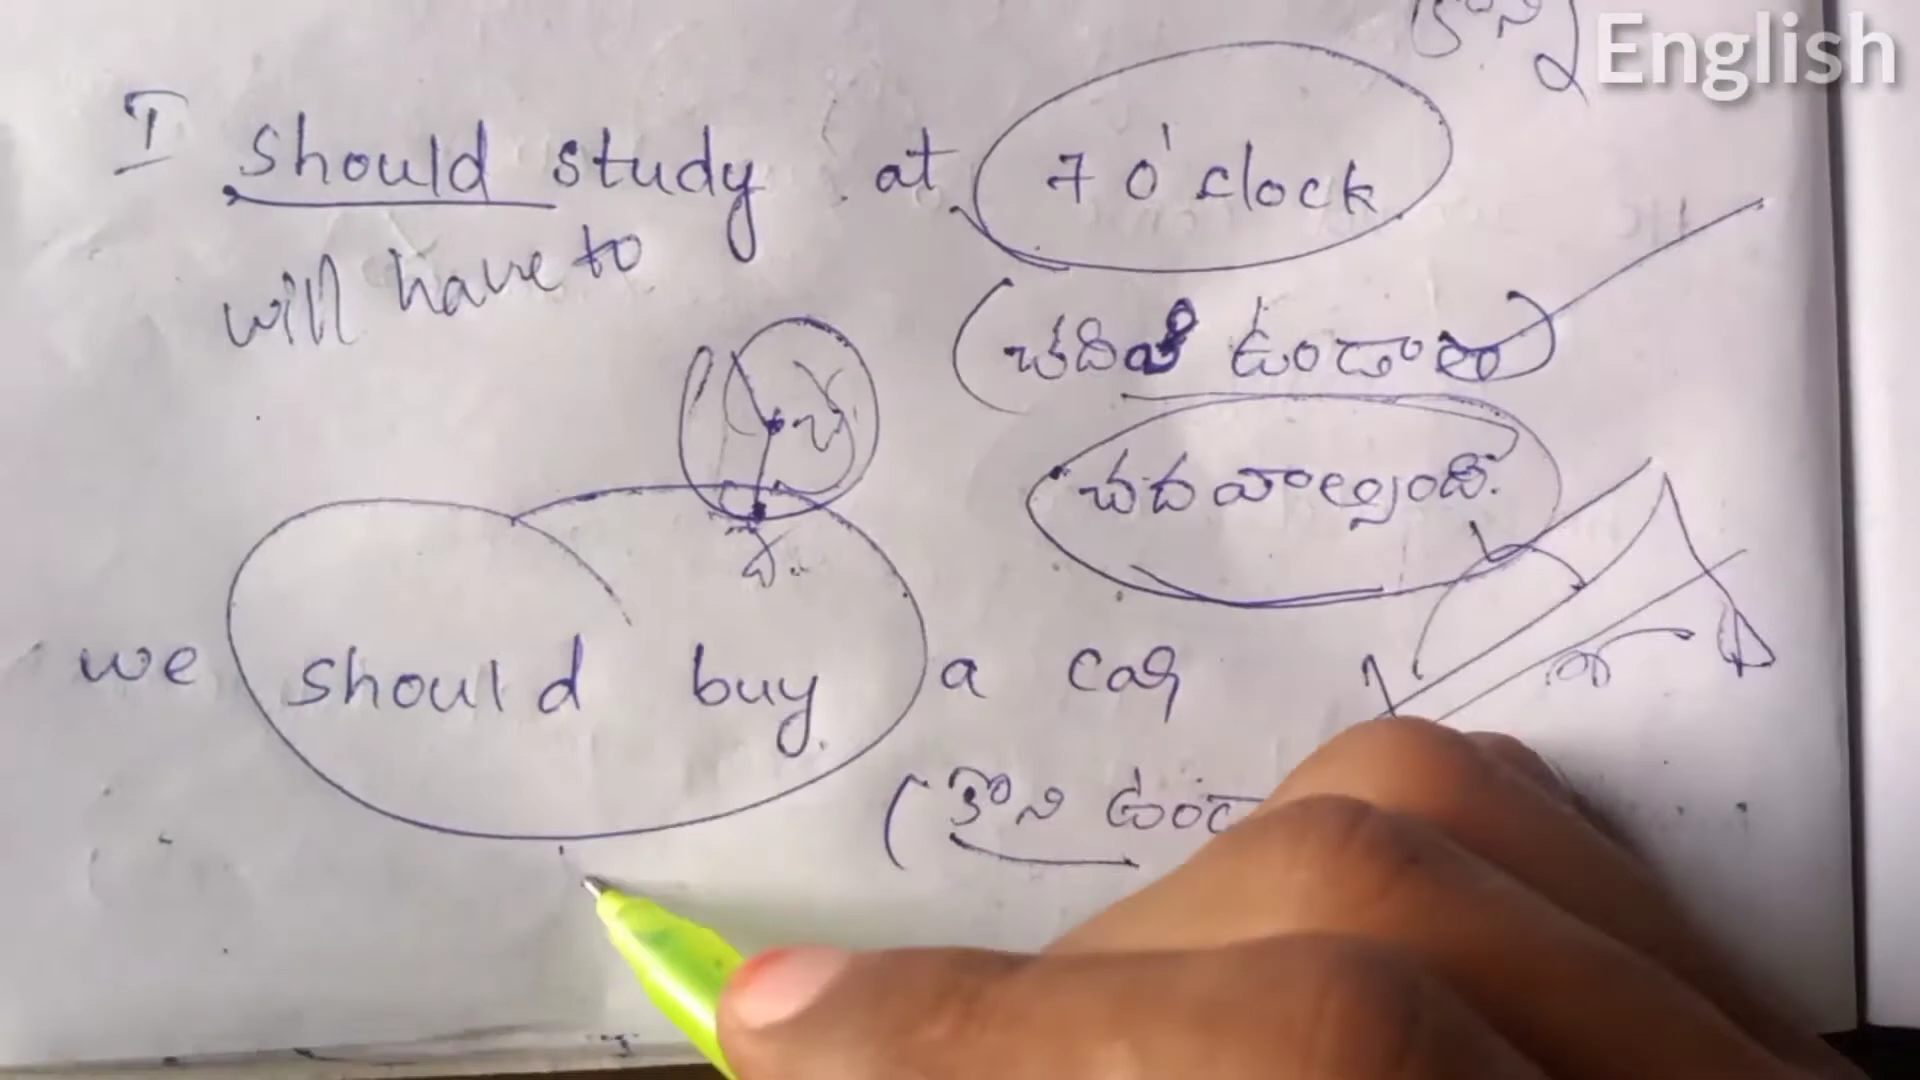 English
I should study at 7 o'clock
will have to
(చదివి ఉండాలి)
చదవాల్సింది.
we should buy a car
(కొని